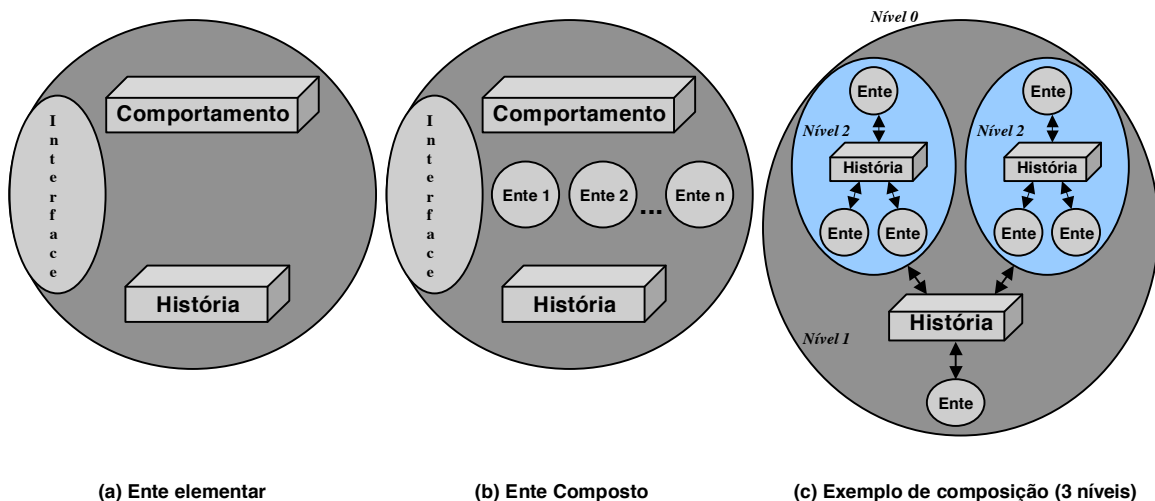 Interface
Comportamento
História
(a) Ente elementar
Interface
Comportamento
Ente 1
Ente 2
...
Ente n
História
(b) Ente Composto
Nível 0
Ente
Nível 2
História
Ente
Ente
Ente
Nível 2
História
Ente
Ente
História
Nível 1
Ente
(c) Exemplo de composição (3 níveis)